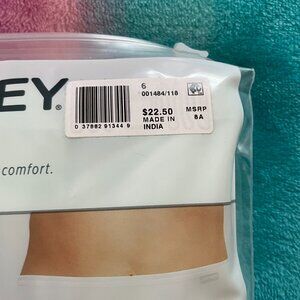 EY®
6
001484/118
$22.50
MADE IN
INDIA
MSRP
8A
0 37882 91344 9
comfort.